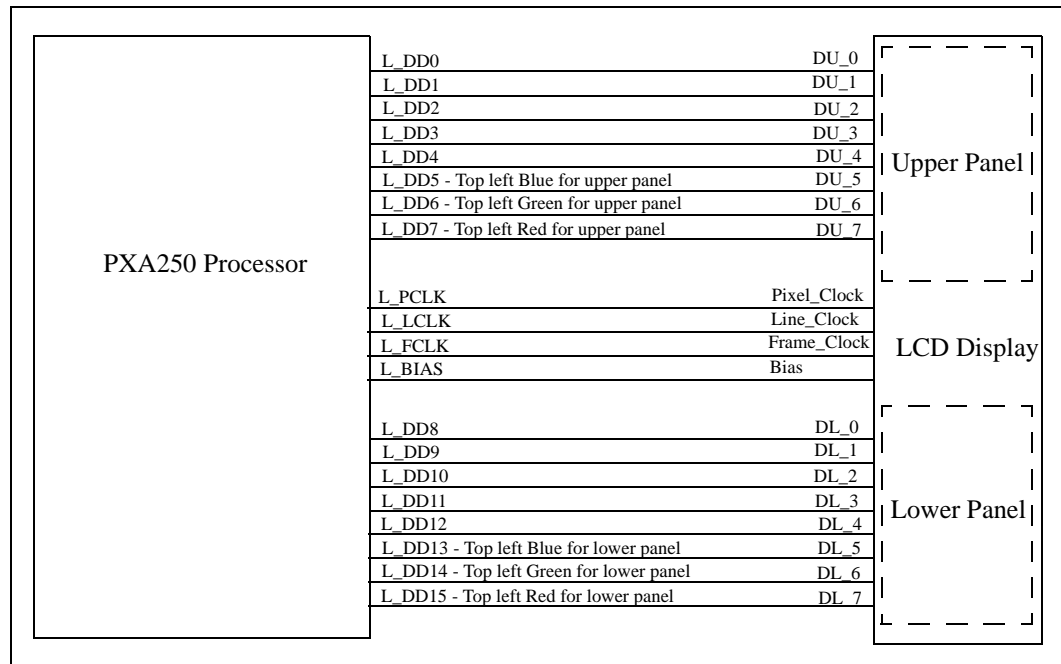 L_DD0 DU_0
L_DD1 DU_1
L_DD2 DU_2
L_DD3 DU_3
L_DD4 DU_4
Upper Panel
L_DD5 - Top left Blue for upper panel DU_5
L_DD6 - Top left Green for upper panel DU_6
L_DD7 - Top left Red for upper panel DU_7
PXA250 Processor
L_PCLK Pixel_Clock
L_LCLK Line_Clock
L_FCLK Frame_Clock
LCD Display
L_BIAS Bias
L_DD8 DL_0
L_DD9 DL_1
L_DD10 DL_2
L_DD11 DL_3
Lower Panel
L_DD12 DL_4
L_DD13 - Top left Blue for lower panel DL_5
L_DD14 - Top left Green for lower panel DL_6
L_DD15 - Top left Red for lower panel DL_7